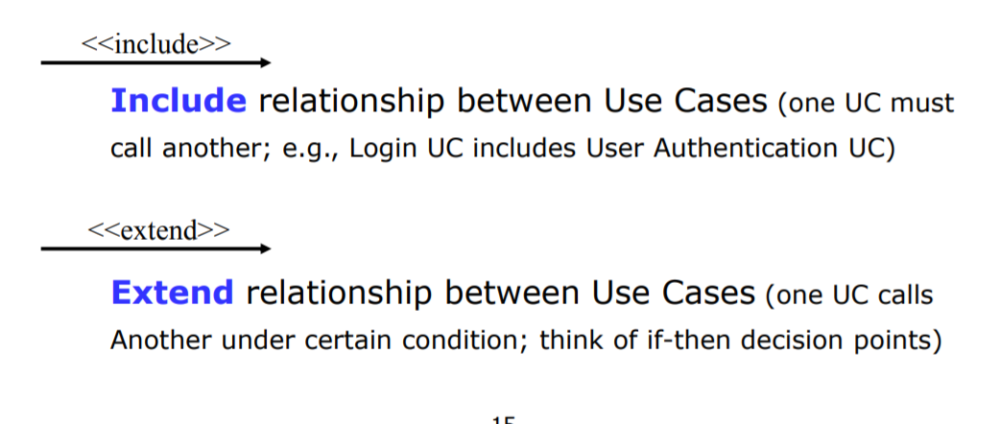 <<include>>
Include relationship between Use Cases (one UC must
call another; e.g., Login UC includes User Authentication UC)
<<extend>>
Extend relationship between Use Cases (one UC calls
Another under certain condition; think of if-then decision points)
15